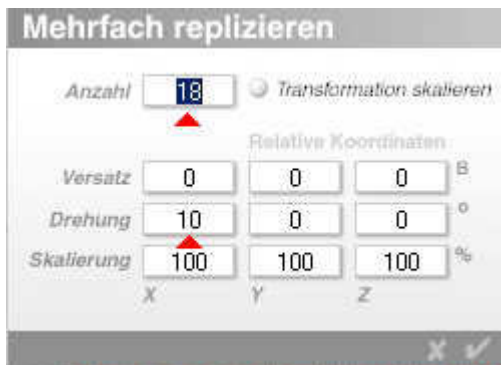 Mehrfach replizieren
Anzahl 18 Transformation skalieren
Relative Koordinaten
Versatz 0 0 0 B
Drehung 10 0 0 °
Skalierung 100 100 100 %
X Y Z